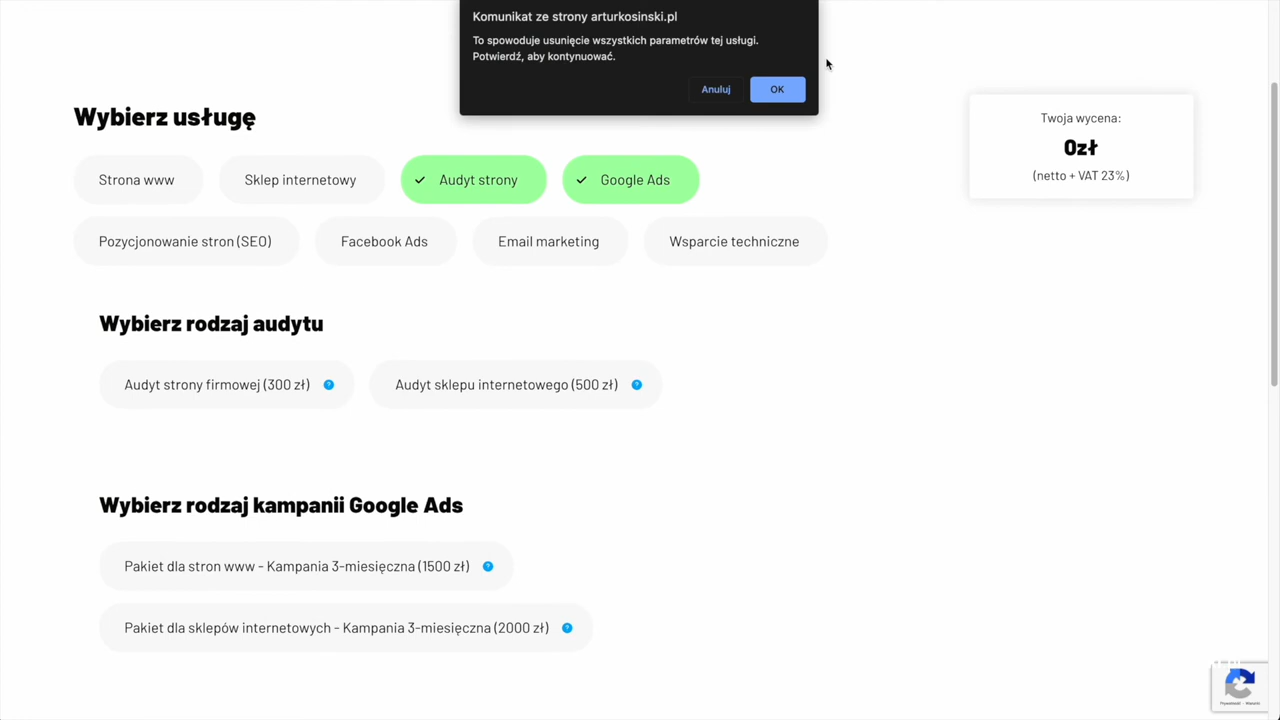 Komunikat ze strony arturkosinski.pl
To spowoduje usunięcie wszystkich parametrów tej usługi.
Potwierdź, aby kontynuować.
Anuluj
OK
Wybierz usługę
Twoja wycena:
0zł
(netto + VAT 23%)
Strona www
Sklep internetowy
Audyt strony
Google Ads
Pozycjonowanie stron (SEO)
Facebook Ads
Email marketing
Wsparcie techniczne
Wybierz rodzaj audytu
Audyt strony firmowej (300 zł) ?
Audyt sklepu internetowego (500 zł) ?
Wybierz rodzaj kampanii Google Ads
Pakiet dla stron www - Kampania 3-miesięczna (1500 zł) ?
Pakiet dla sklepów internetowych - Kampania 3-miesięczna (2000 zł) ?
Prywatność - Warunki